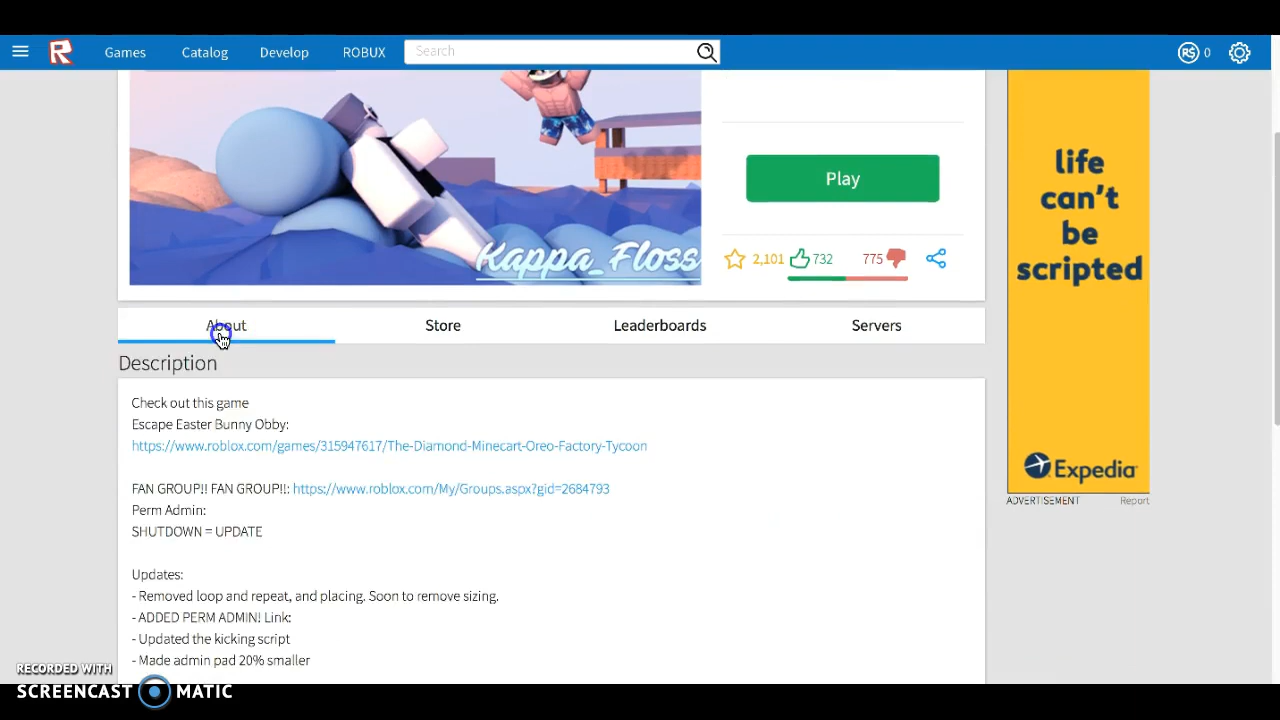 Games Catalog Develop ROBUX Search R$ 0
Play
Kappa_Floss
2,101 732 775
life
can't
be
scripted
Expedia
ADVERTISEMENT Report
About Store Leaderboards Servers
Description
Check out this game
Escape Easter Bunny Obby:
https://www.roblox.com/games/315947617/The-Diamond-Minecart-Oreo-Factory-Tycoon
FAN GROUP!! FAN GROUP!!: https://www.roblox.com/My/Groups.aspx?gid=2684793
Perm Admin:
SHUTDOWN = UPDATE
Updates:
- Removed loop and repeat, and placing. Soon to remove sizing.
- ADDED PERM ADMIN! Link:
- Updated the kicking script
- Made admin pad 20% smaller
RECORDED WITH
SCREENCAST MATIC